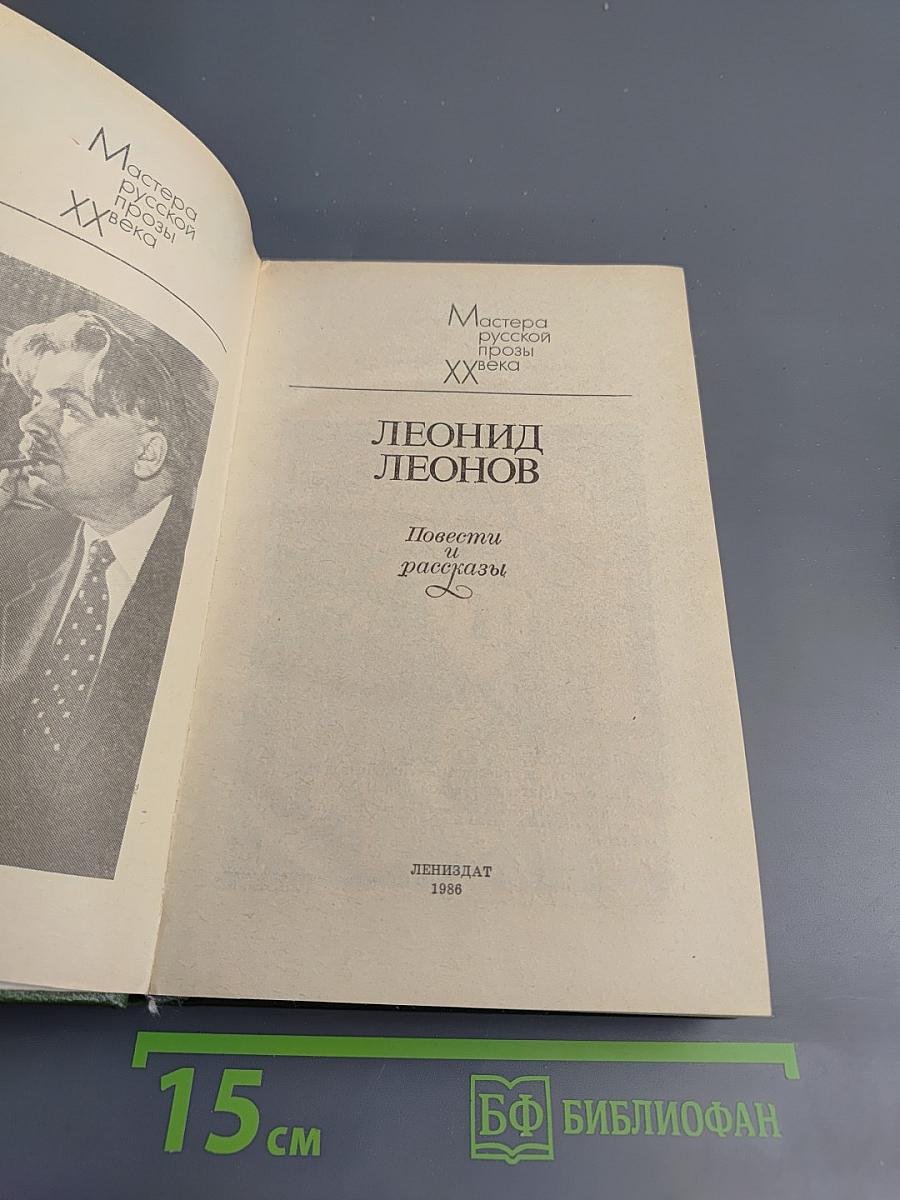 Мастера
русской
прозы
XX века
Мастера
русской
прозы
XX века
ЛЕОНИД
ЛЕОНОВ
Повести
и
рассказы
ЛЕНИЗДАТ
1986
15 см
БФ БИБЛИОФАН